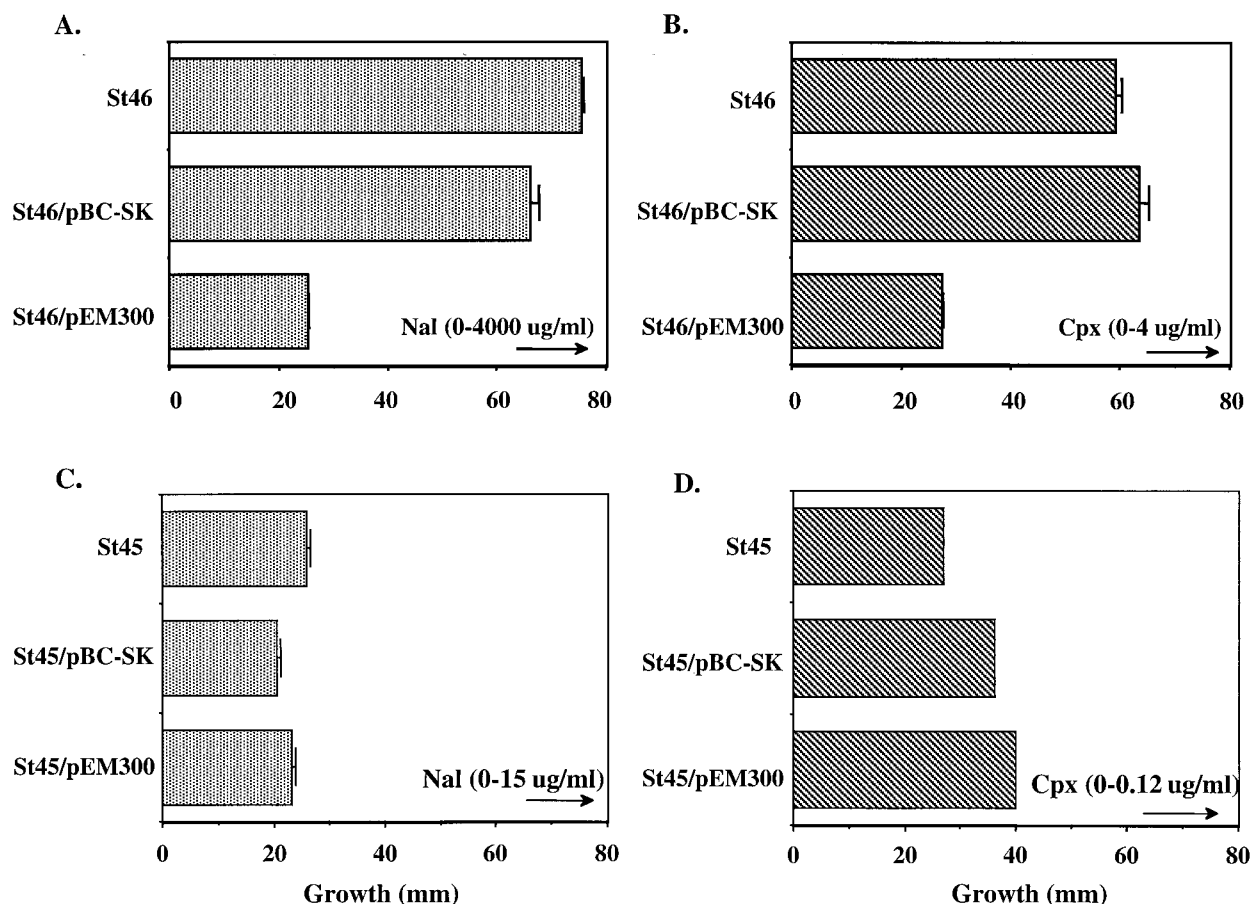 A.
St46
St46/pBC-SK
St46/pEM300
Nal (0-4000 ug/ml)
0 20 40 60 80
B.
St46
St46/pBC-SK
St46/pEM300
Cpx (0-4 ug/ml)
0 20 40 60 80
C.
St45
St45/pBC-SK
St45/pEM300
Nal (0-15 ug/ml)
0 20 40 60 80
Growth (mm)
D.
St45
St45/pBC-SK
St45/pEM300
Cpx (0-0.12 ug/ml)
0 20 40 60 80
Growth (mm)